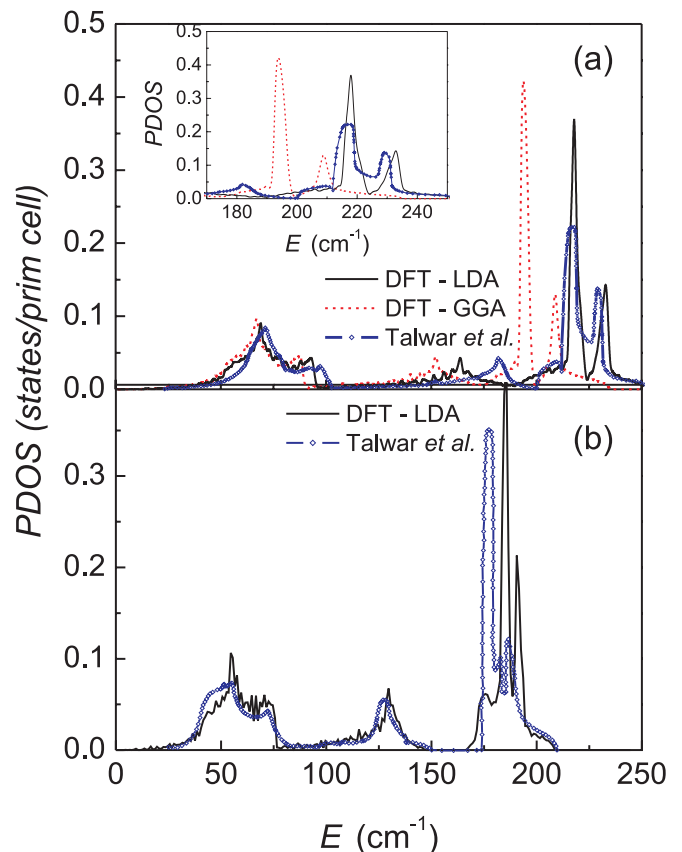 (a)
PDOS
0.5
0.4
0.3
0.2
0.1
0.0
180 200 220 240
E (cm⁻¹)
DFT - LDA
DFT - GGA
Talwar et al.
0.5
0.4
0.3
0.2
0.1
0.0
(b)
DFT - LDA
Talwar et al.
0.3
0.2
0.1
0.0
0 50 100 150 200 250
PDOS (states/prim cell)
E (cm⁻¹)